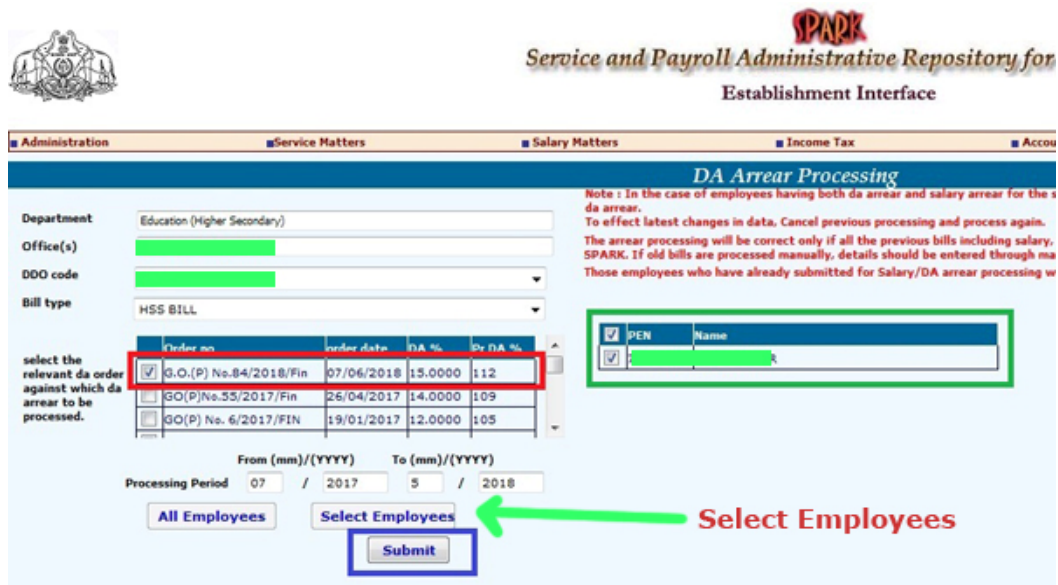 SPARK
Service and Payroll Administrative Repository for
Establishment Interface
Administration Service Matters Salary Matters Income Tax Accou
DA Arrear Processing
Note : In the case of employees having both da arrear and salary arrear for the s
da arrear.
To effect latest changes in data, Cancel previous processing and process again.
The arrear processing will be correct only if all the previous bills including salary,
SPARK. If old bills are processed manually, details should be entered through ma
Those employees who have already submitted for Salary/DA arrear processing w
Department Education (Higher Secondary)
Office(s)
DDO code
Bill type HSS BILL
select the
relevant da order
against which da
arrear to be
processed.
Order no order date DA % Pr DA %
G.O.(P) No.84/2018/Fin 07/06/2018 15.0000 112
GO(P)No.55/2017/Fin 26/04/2017 14.0000 109
GO(P) No. 6/2017/FIN 19/01/2017 12.0000 105
PEN Name
From (mm)/(YYYY) To (mm)/(YYYY)
Processing Period 07 / 2017 5 / 2018
All Employees Select Employees
Select Employees
Submit